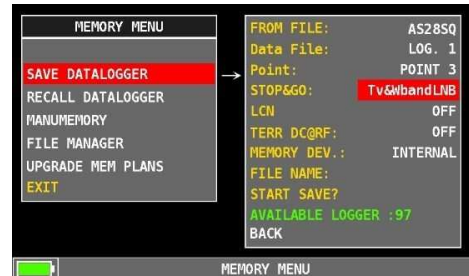 MEMORY MENU
SAVE DATALOGGER
RECALL DATALOGGER
MANUMEMORY
FILE MANAGER
UPGRADE MEM PLANS
EXIT
FROM FILE: AS28SQ
Data File: LOG. 1
Point: POINT 3
STOP&GO: Tv&WbandLNB
LCN OFF
TERR DC@RF: OFF
MEMORY DEV.: INTERNAL
FILE NAME:
START SAVE?
AVAILABLE LOGGER :97
BACK
MEMORY MENU